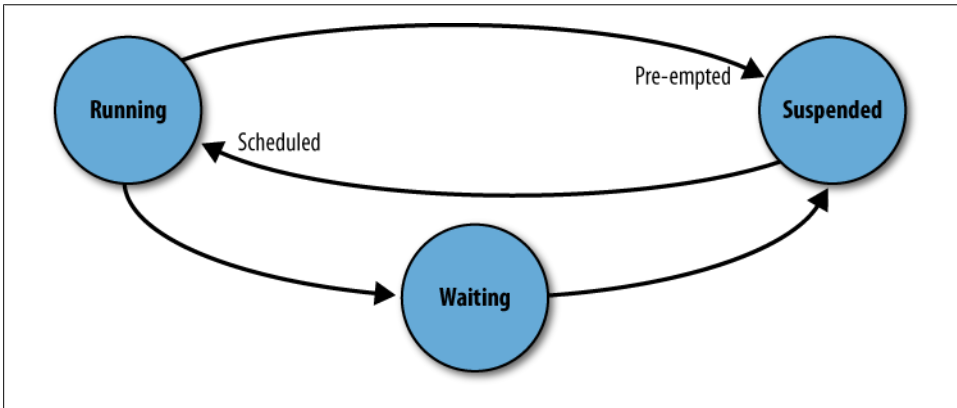 Pre-empted
Running
Suspended
Scheduled
Waiting